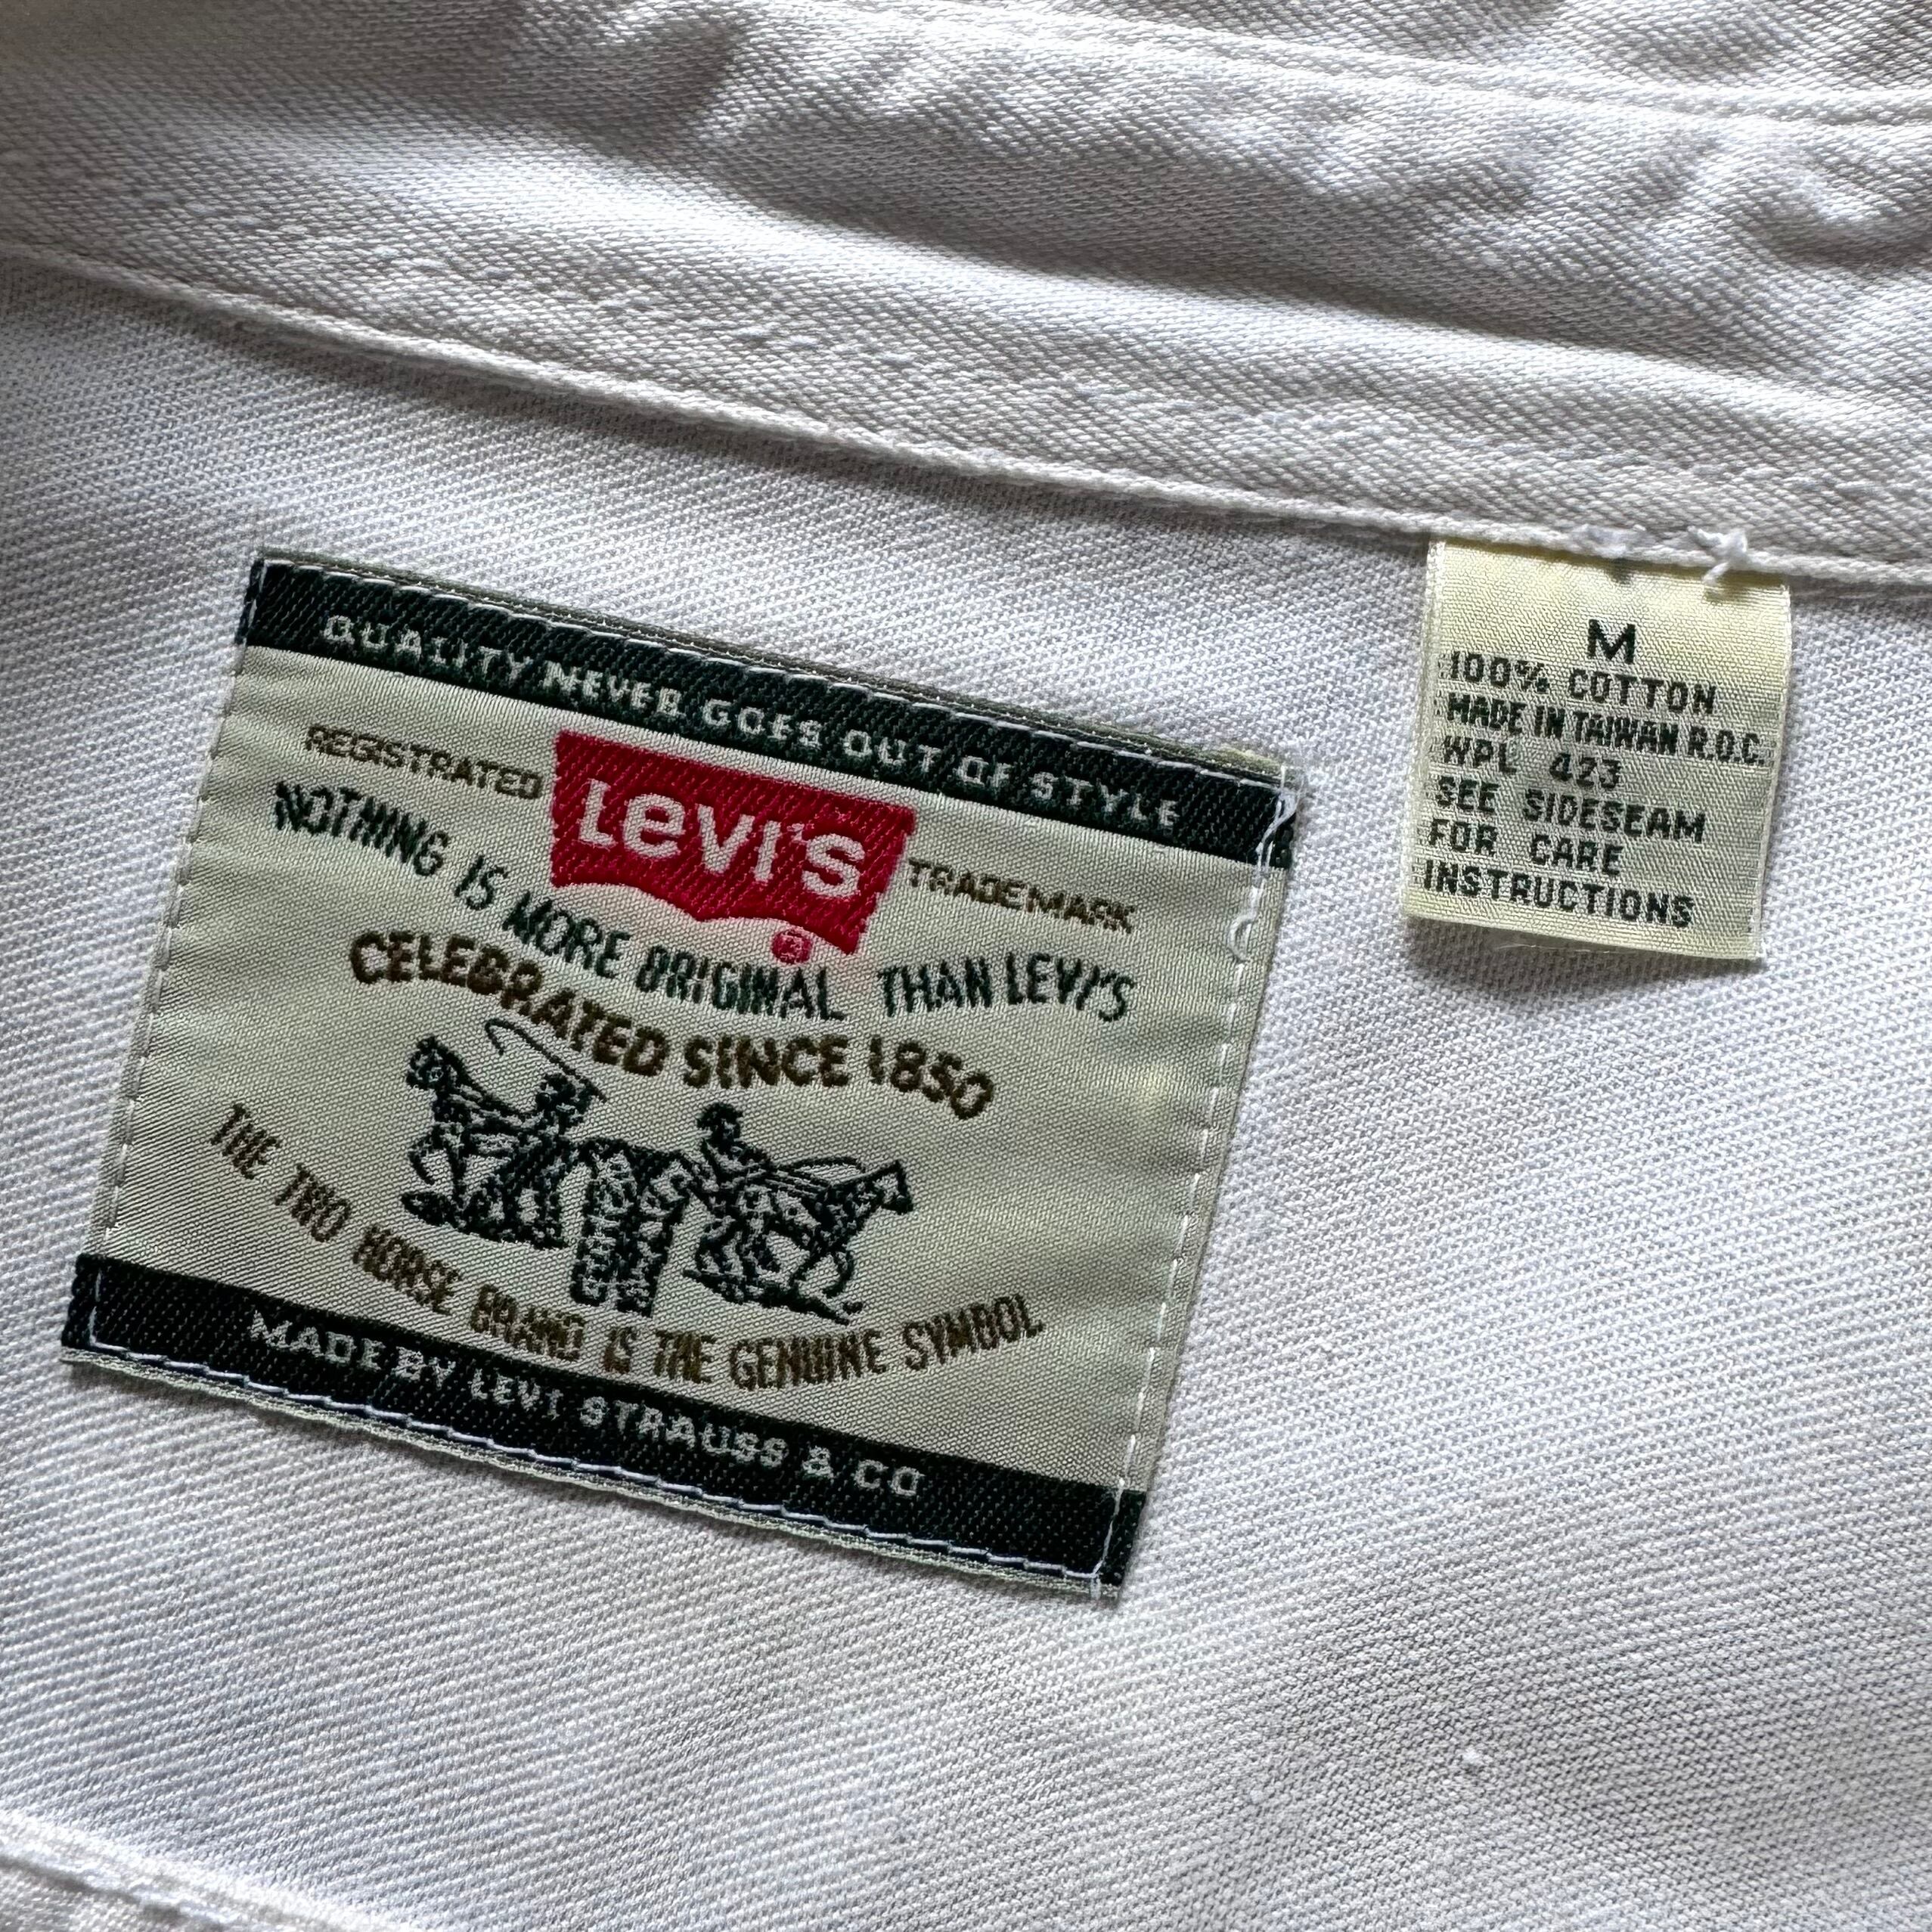 QUALITY NEVER GOES OUT OF STYLE
REGISTRATED LEVI'S TRADEMARK
®
NOTHING IS MORE ORIGINAL THAN LEVI'S
CELEBRATED SINCE 1850
THE TWO HORSE BRAND IS THE GENUINE SYMBOL
MADE BY LEVI STRAUSS & CO
M
100% COTTON
MADE IN TAIWAN R.O.C.
WPL 423
SEE SIDESEAM
FOR CARE
INSTRUCTIONS